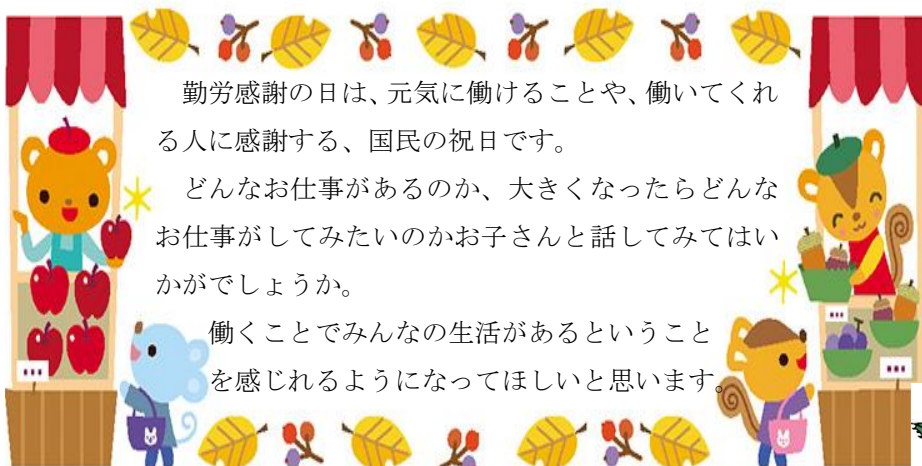 勤労感謝の日は、元気に働けることや、働いてくれ
る人に感謝する、国民の祝日です。
　どんなお仕事があるのか、大きくなったらどんな
お仕事がしてみたいのかお子さんと話してみてはい
かがでしょうか。
働くことでみんなの生活があるということ
を感じれるようになってほしいと思います。